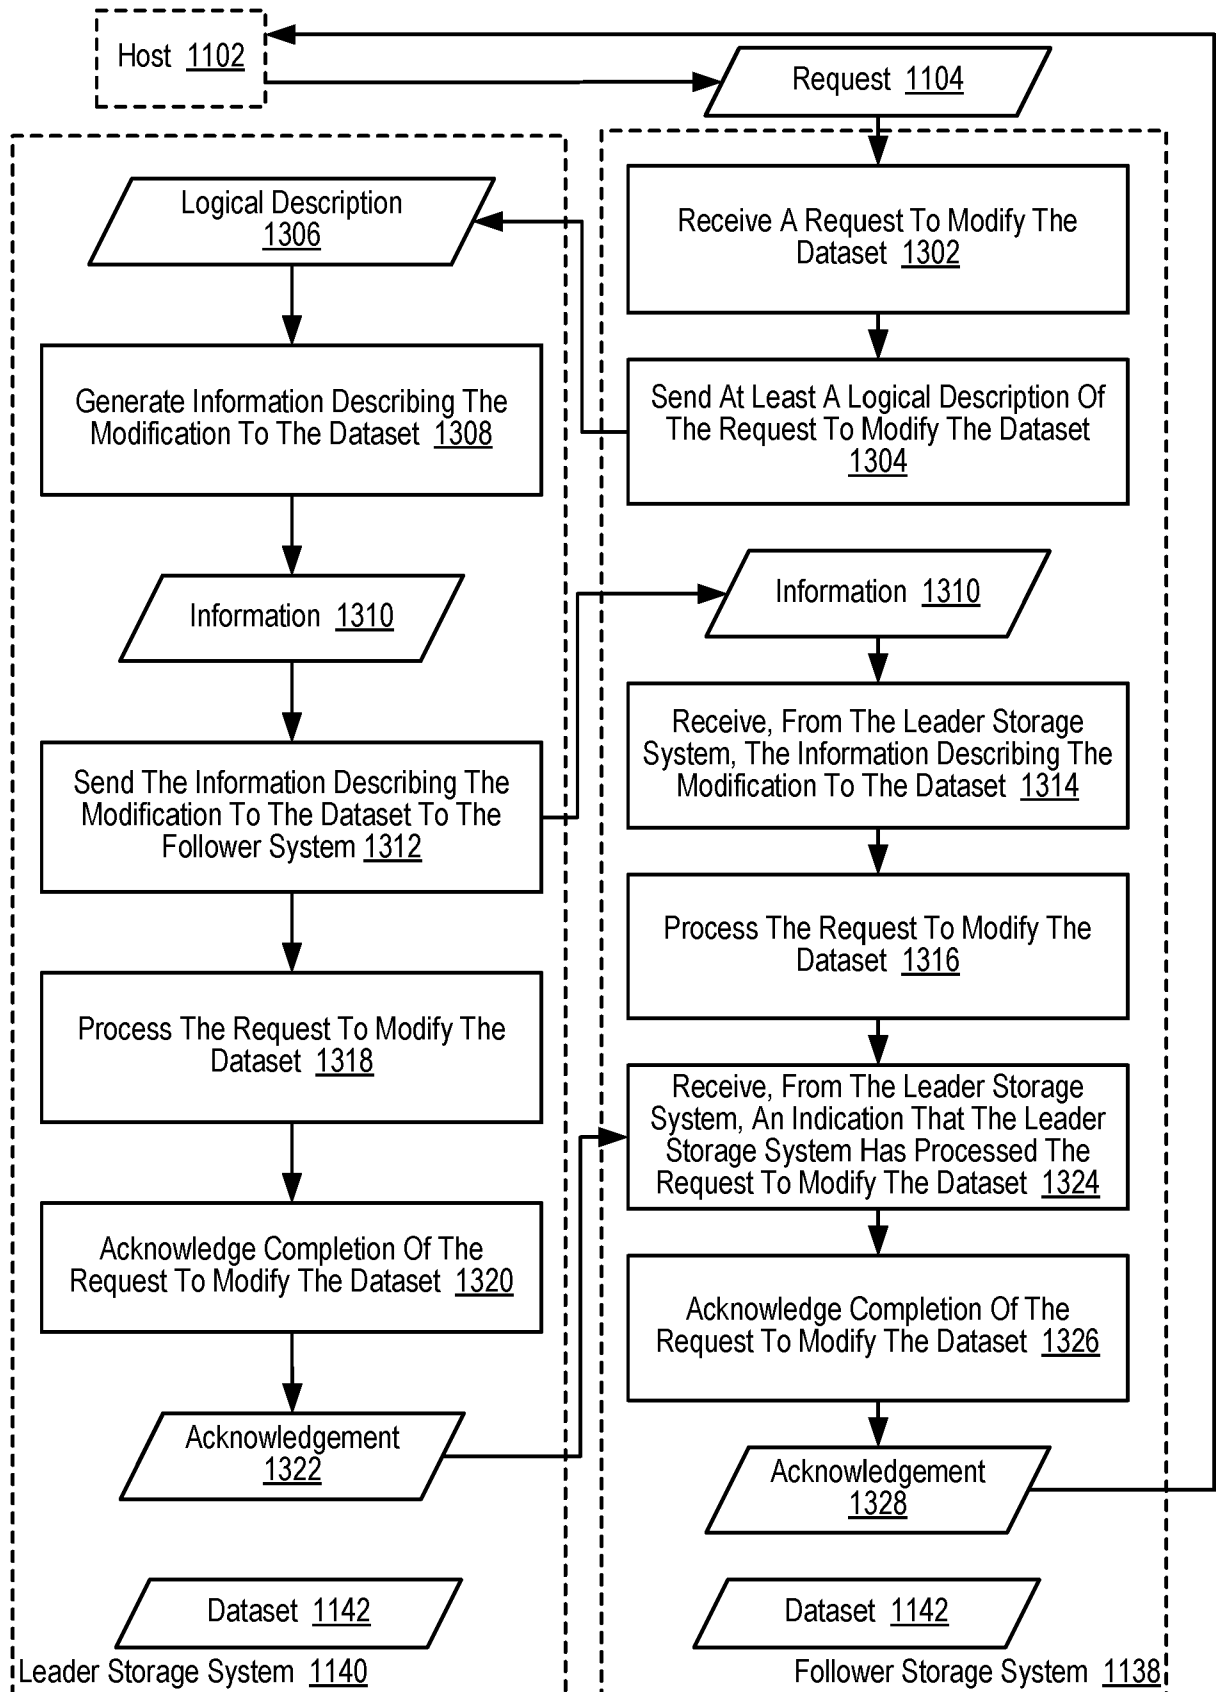 Host 1102
Request 1104
Logical Description
1306
Receive A Request To Modify The
Dataset 1302
Generate Information Describing The
Modification To The Dataset 1308
Send At Least A Logical Description Of
The Request To Modify The Dataset
1304
Information 1310
Information 1310
Send The Information Describing The
Modification To The Dataset To The
Follower System 1312
Receive, From The Leader Storage
System, The Information Describing The
Modification To The Dataset 1314
Process The Request To Modify The
Dataset 1316
Process The Request To Modify The
Dataset 1318
Receive, From The Leader Storage
System, An Indication That The Leader
Storage System Has Processed The
Request To Modify The Dataset 1324
Acknowledge Completion Of The
Request To Modify The Dataset 1320
Acknowledge Completion Of The
Request To Modify The Dataset 1326
Acknowledgement
1322
Acknowledgement
1328
Dataset 1142
Dataset 1142
Leader Storage System 1140
Follower Storage System 1138